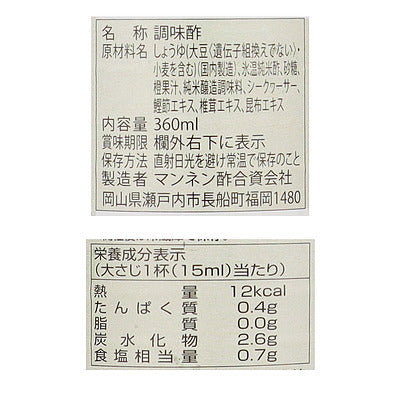 名 称 調味酢
原材料名 しょうゆ(大豆〈遺伝子組換えでない〉・
小麦を含む)(国内製造)、氷温純米酢、砂糖、
橙果汁、純米醸造調味料、シークヮーサー、
鰹節エキス、椎茸エキス、昆布エキス
内容量 360ml
賞味期限 欄外右下に表示
保存方法 直射日光を避け常温で保存のこと
製造者 マンネン酢合資会社
岡山県瀬戸内市長船町福岡1480
栄養成分表示
(大さじ1杯(15ml)当たり)
熱 量 12kcal
たんぱく質 0.4g
脂 質 0.0g
炭水化物 2.6g
食塩相当量 0.7g